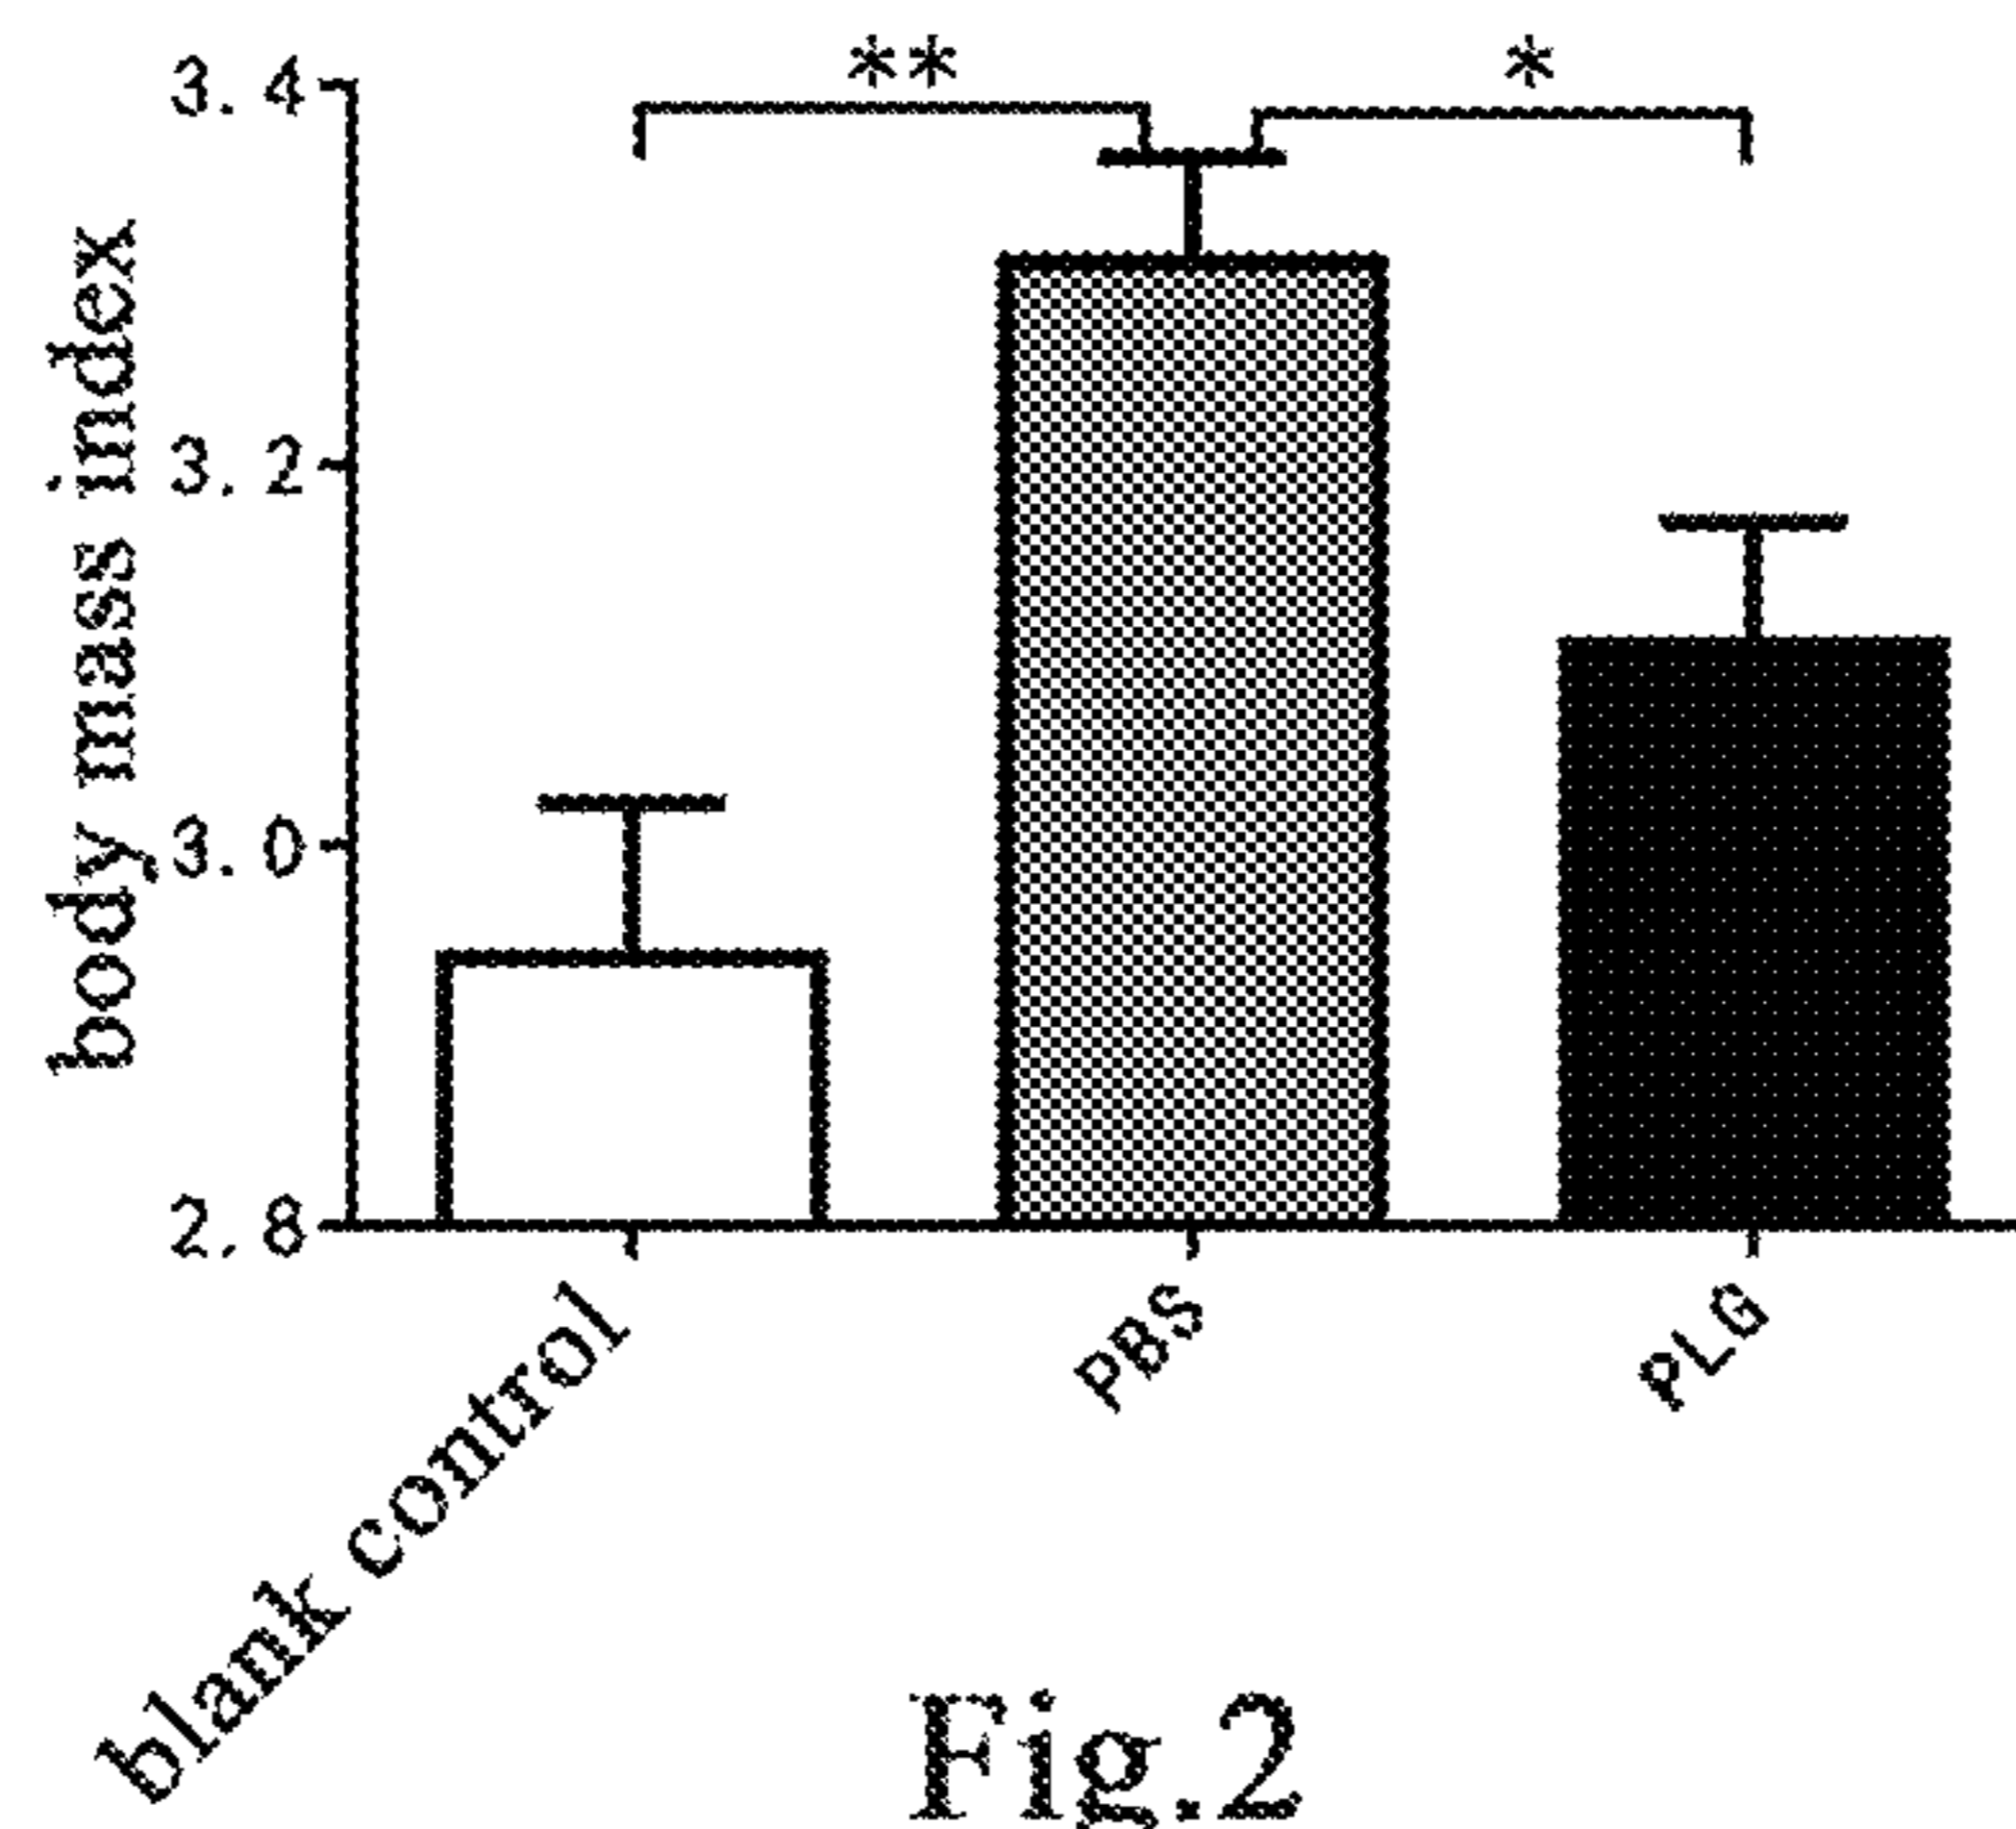 ** *
3.4
3.2
3.0
2.8
body mass index
blank control
PBS
PLG
Fig.2